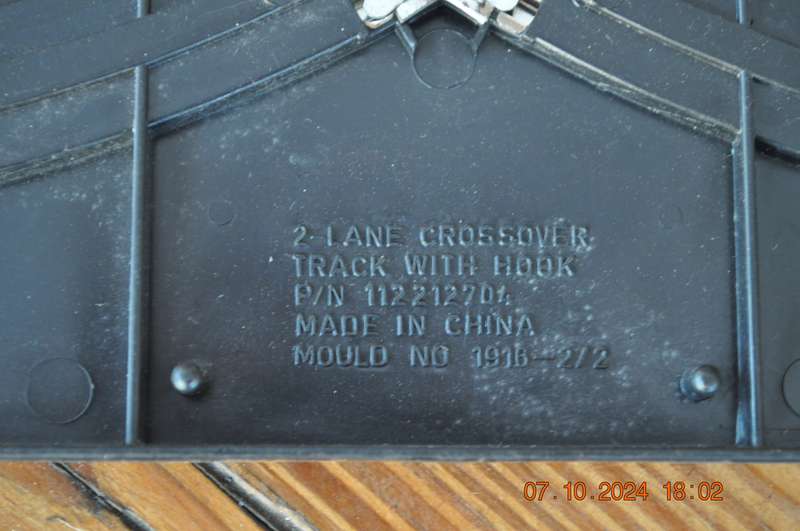 2-LANE CROSSOVER
TRACK WITH HOOK
P/N 112212704
MADE IN CHINA
MOULD NO 1916-2/2
07.10.2024 18:02